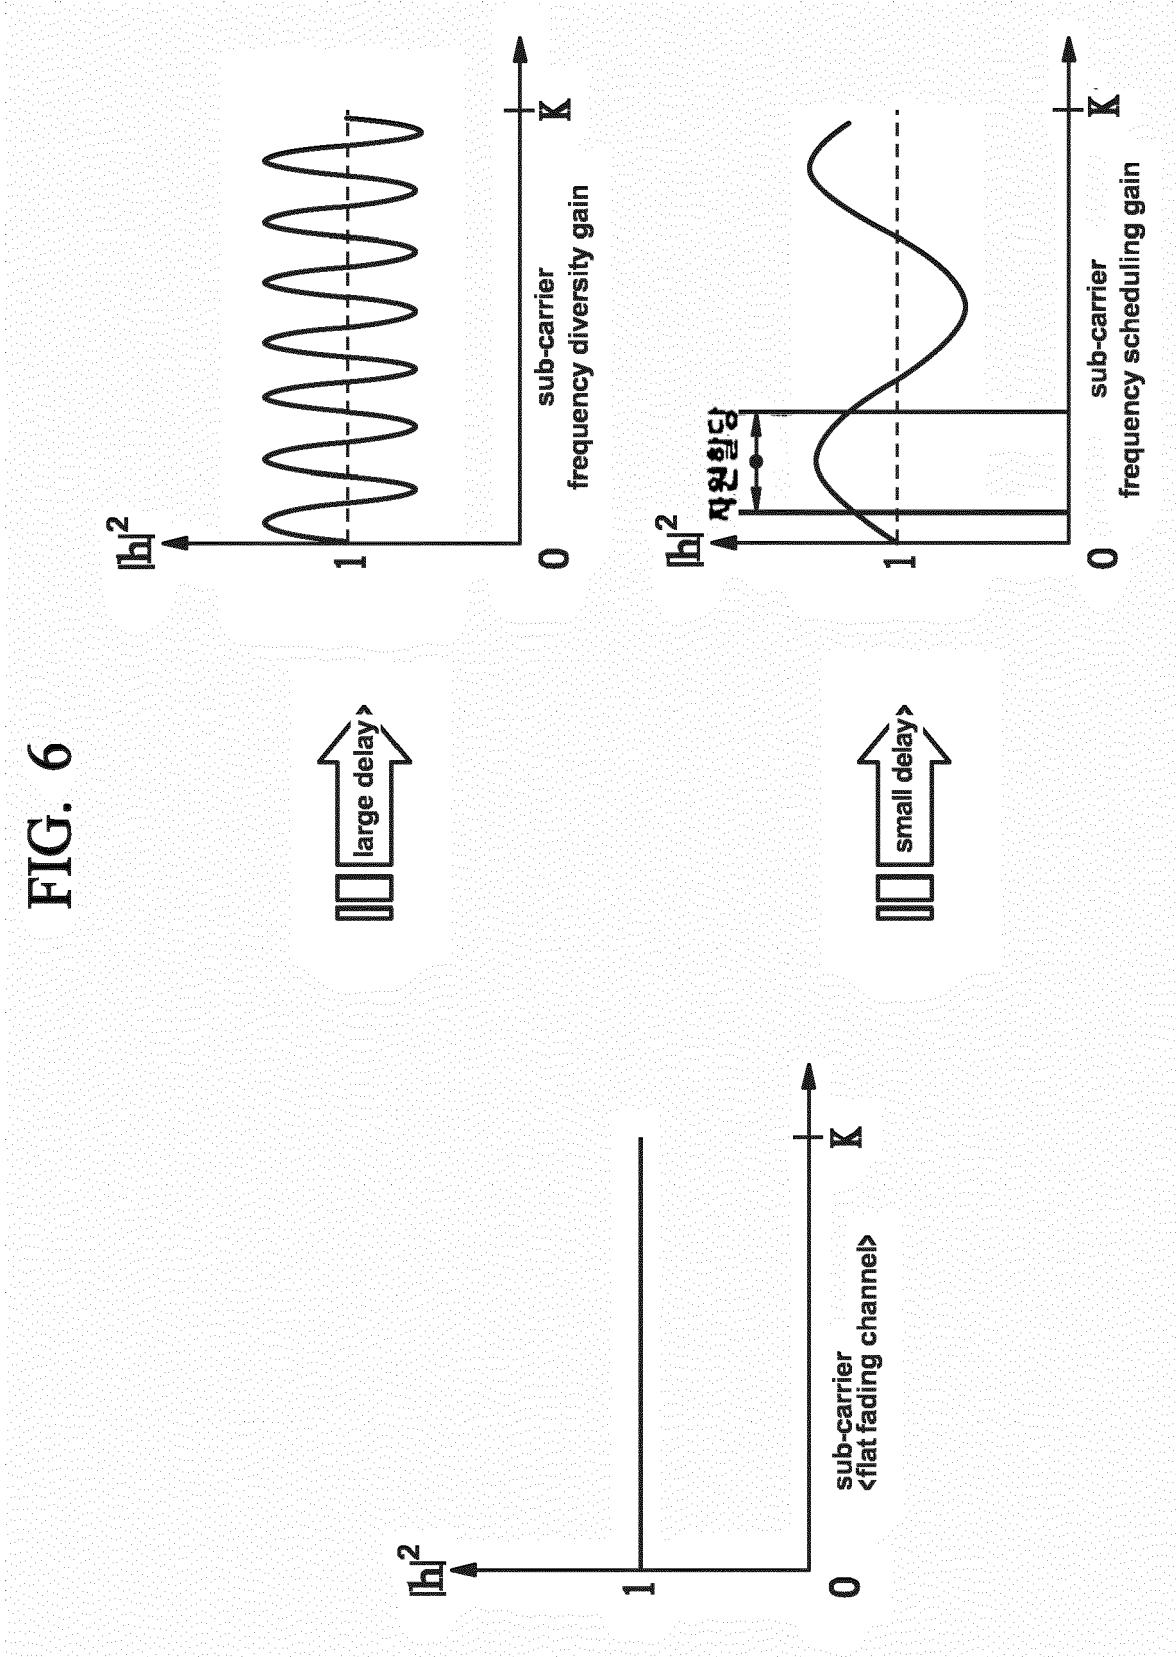 FIG. 6
|h|²
1
0
K
sub-carrier
<flat fading channel>
large delay>
|h|²
1
0
K
sub-carrier
frequency diversity gain
small delay>
|h|²
자원할당
1
0
K
sub-carrier
frequency scheduling gain